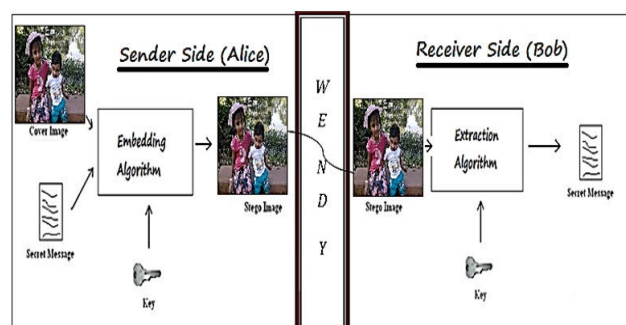 Sender Side (Alice)
Cover Image
Embedding
Algorithm
Stego Image
Secret Message
Key
W
E
N
D
Y
Receiver Side (Bob)
Stego Image
Extraction
Algorithm
Secret Message
Key